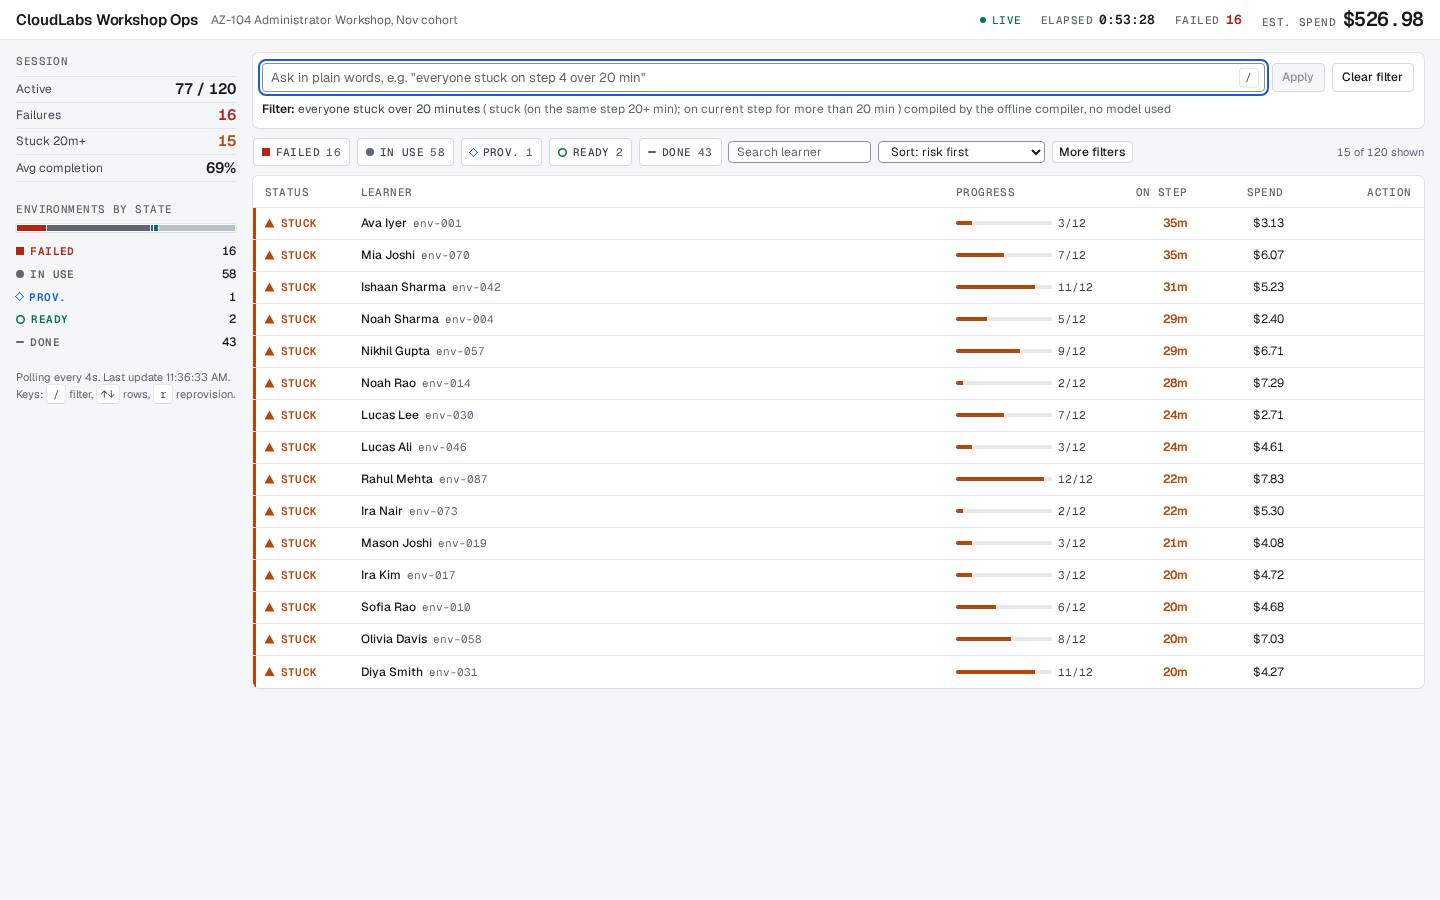 CloudLabs Workshop Ops AZ-104 Administrator Workshop, Nov cohort LIVE ELAPSED 0:53:28 FAILED 16 EST. SPEND $526.98
SESSION
Active 77 / 120
Failures 16
Stuck 20m+ 15
Avg completion 69%
ENVIRONMENTS BY STATE
FAILED 16
IN USE 58
PROV. 1
READY 2
DONE 43
Polling every 4s. Last update 11:36:33 AM.
Keys: / filter, ↑↓ rows, r reprovision.
Ask in plain words, e.g. "everyone stuck on step 4 over 20 min" / Apply Clear filter
Filter: everyone stuck over 20 minutes ( stuck (on the same step 20+ min); on current step for more than 20 min ) compiled by the offline compiler, no model used
FAILED 16 IN USE 58 PROV. 1 READY 2 DONE 43 Search learner Sort: risk first More filters 15 of 120 shown
STATUS LEARNER PROGRESS ON STEP SPEND ACTION
STUCK Ava Iyer env-001 3/12 35m $3.13
STUCK Mia Joshi env-070 7/12 35m $6.07
STUCK Ishaan Sharma env-042 11/12 31m $5.23
STUCK Noah Sharma env-004 5/12 29m $2.40
STUCK Nikhil Gupta env-057 9/12 29m $6.71
STUCK Noah Rao env-014 2/12 28m $7.29
STUCK Lucas Lee env-030 7/12 24m $2.71
STUCK Lucas Ali env-046 3/12 24m $4.61
STUCK Rahul Mehta env-087 12/12 22m $7.83
STUCK Ira Nair env-073 2/12 22m $5.30
STUCK Mason Joshi env-019 3/12 21m $4.08
STUCK Ira Kim env-017 3/12 20m $4.72
STUCK Sofia Rao env-010 6/12 20m $4.68
STUCK Olivia Davis env-058 8/12 20m $7.03
STUCK Diya Smith env-031 11/12 20m $4.27